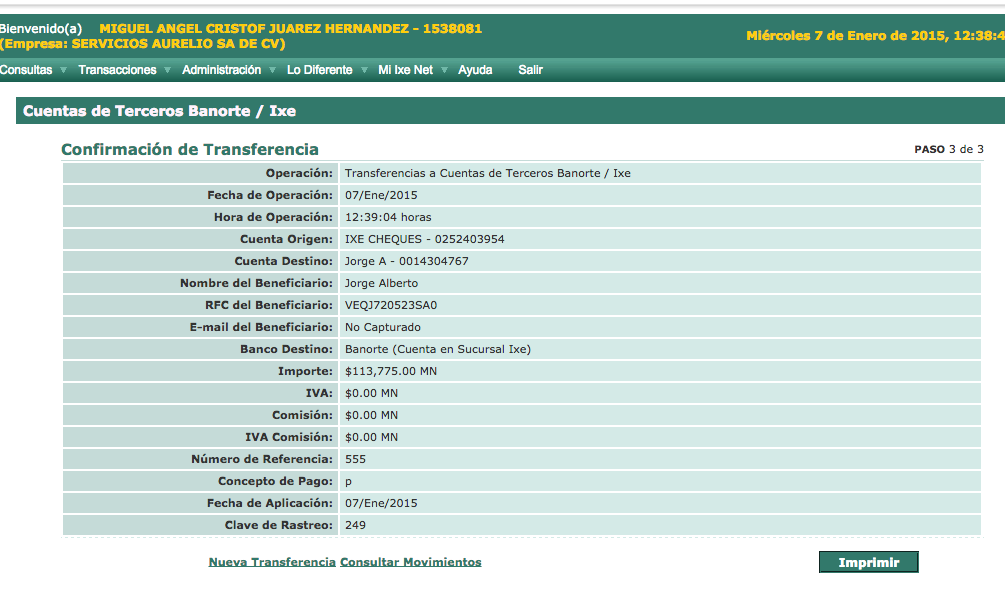 Bienvenido(a) MIGUEL ANGEL CRISTOF JUAREZ HERNANDEZ - 1538081
(Empresa: SERVICIOS AURELIO SA DE CV)
Miércoles 7 de Enero de 2015, 12:38:4
Consultas Transacciones Administración Lo Diferente Mi Ixe Net Ayuda Salir
Cuentas de Terceros Banorte / Ixe
Confirmación de Transferencia PASO 3 de 3
Operación: Transferencias a Cuentas de Terceros Banorte / Ixe
Fecha de Operación: 07/Ene/2015
Hora de Operación: 12:39:04 horas
Cuenta Origen: IXE CHEQUES - 0252403954
Cuenta Destino: Jorge A - 0014304767
Nombre del Beneficiario: Jorge Alberto
RFC del Beneficiario: VEQJ720523SA0
E-mail del Beneficiario: No Capturado
Banco Destino: Banorte (Cuenta en Sucursal Ixe)
Importe: $113,775.00 MN
IVA: $0.00 MN
Comisión: $0.00 MN
IVA Comisión: $0.00 MN
Número de Referencia: 555
Concepto de Pago: p
Fecha de Aplicación: 07/Ene/2015
Clave de Rastreo: 249
Nueva Transferencia Consultar Movimientos Imprimir